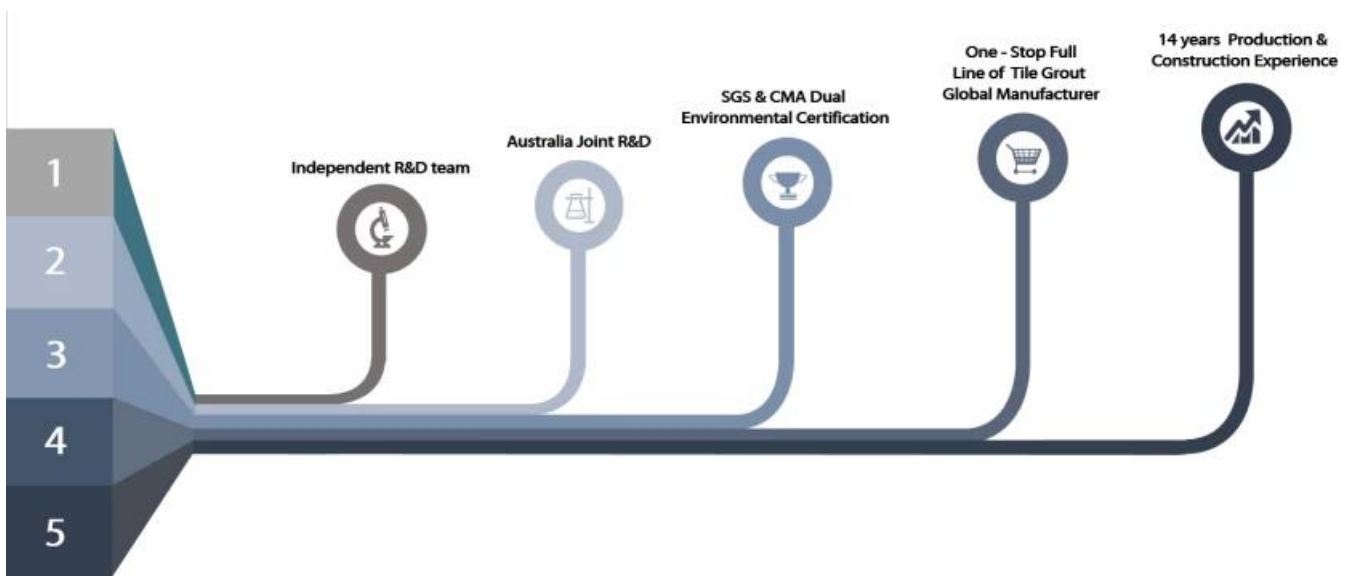 1
2
3
4
5
Independent R&D team
Australia Joint R&D
SGS & CMA Dual
Environmental Certification
One - Stop Full
Line of Tile Grout
Global Manufacturer
14 years Production &
Construction Experience